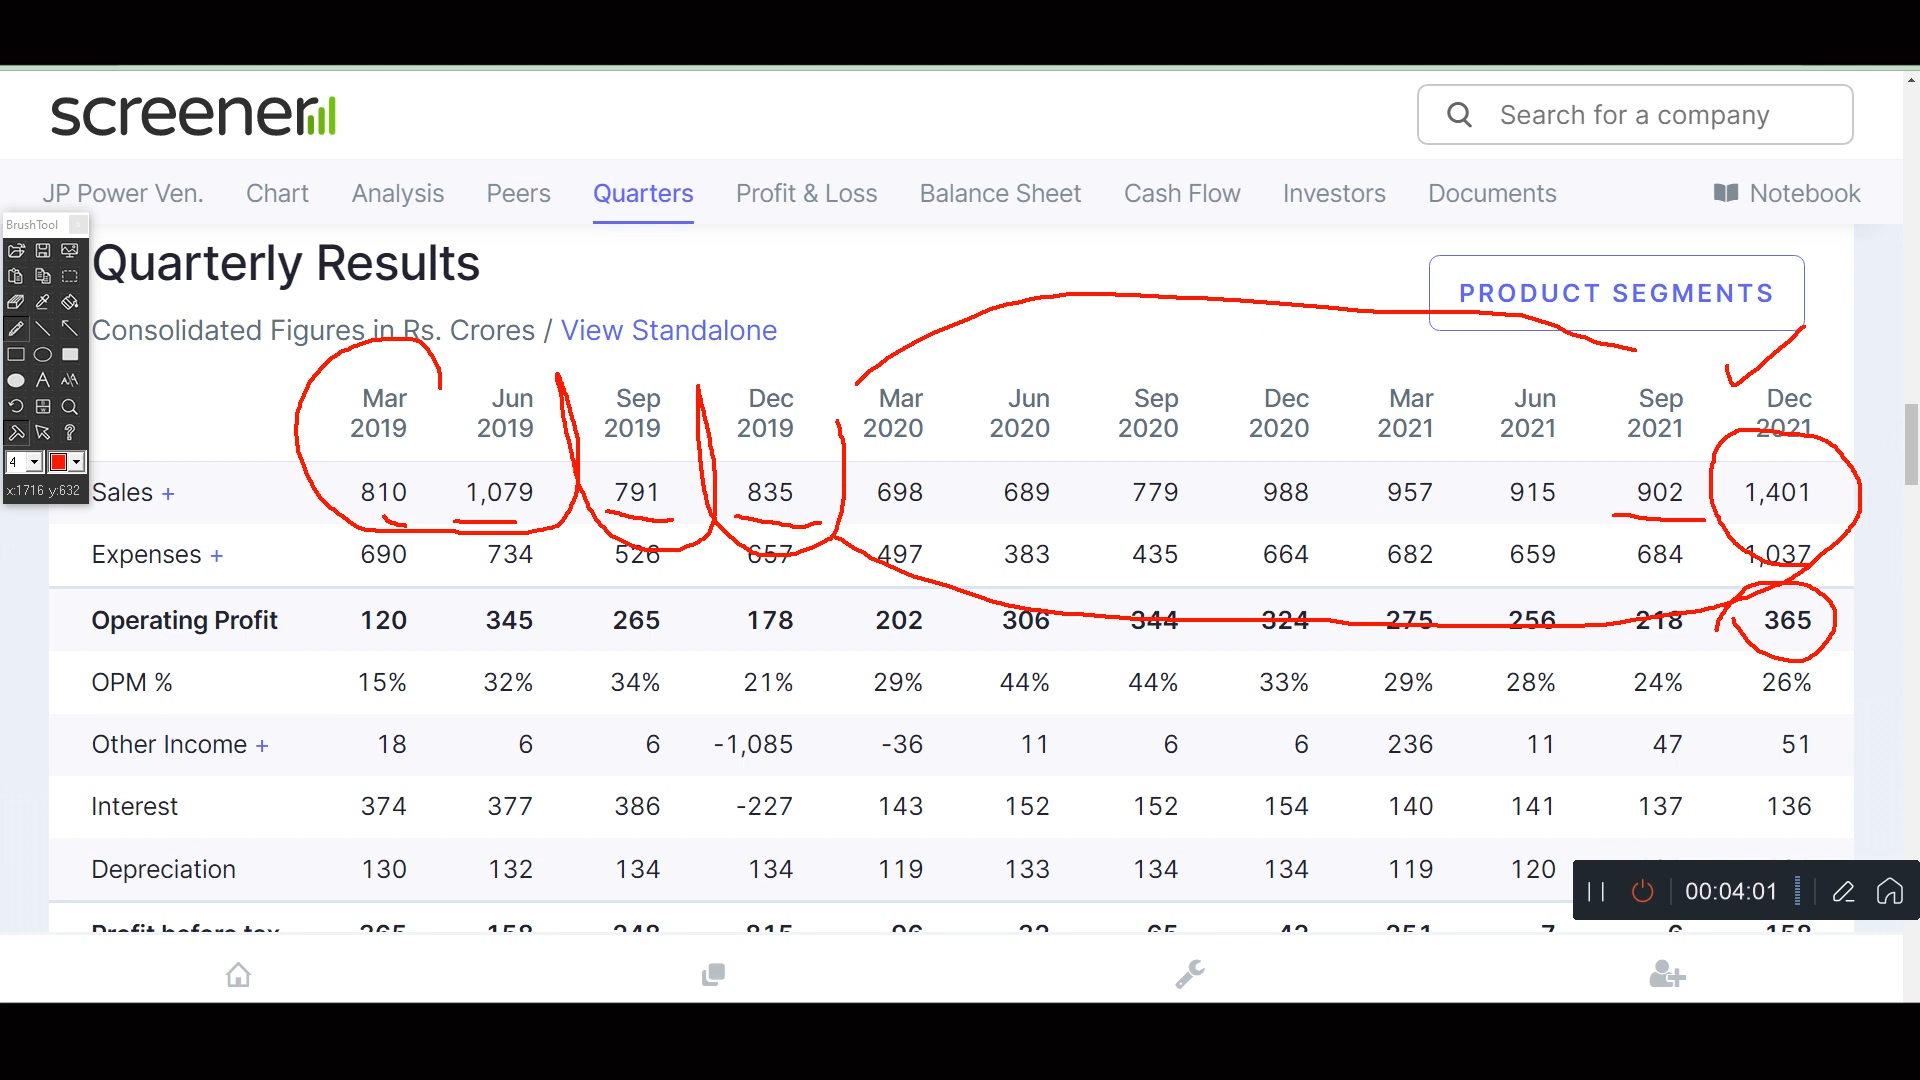 screener
Search for a company
JP Power Ven. Chart Analysis Peers Quarters Profit & Loss Balance Sheet Cash Flow Investors Documents Notebook
BrushTool
Quarterly Results
PRODUCT SEGMENTS
Consolidated Figures in Rs. Crores / View Standalone
Mar 2019 Jun 2019 Sep 2019 Dec 2019 Mar 2020 Jun 2020 Sep 2020 Dec 2020 Mar 2021 Jun 2021 Sep 2021 Dec 2021
4
x:1716 y:632
Sales + 810 1,079 791 835 698 689 779 988 957 915 902 1,401
Expenses + 690 734 526 657 497 383 435 664 682 659 684 1,037
Operating Profit 120 345 265 178 202 306 344 324 275 256 218 365
OPM % 15% 32% 34% 21% 29% 44% 44% 33% 29% 28% 24% 26%
Other Income + 18 6 6 -1,085 -36 11 6 6 236 11 47 51
Interest 374 377 386 -227 143 152 152 154 140 141 137 136
Depreciation 130 132 134 134 119 133 134 134 119 120
00:04:01
Profit before tax